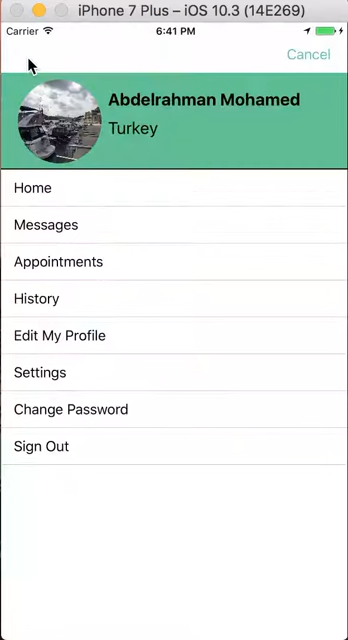 iPhone 7 Plus – iOS 10.3 (14E269)
Carrier 6:41 PM
Cancel
Abdelrahman Mohamed
Turkey
Home
Messages
Appointments
History
Edit My Profile
Settings
Change Password
Sign Out